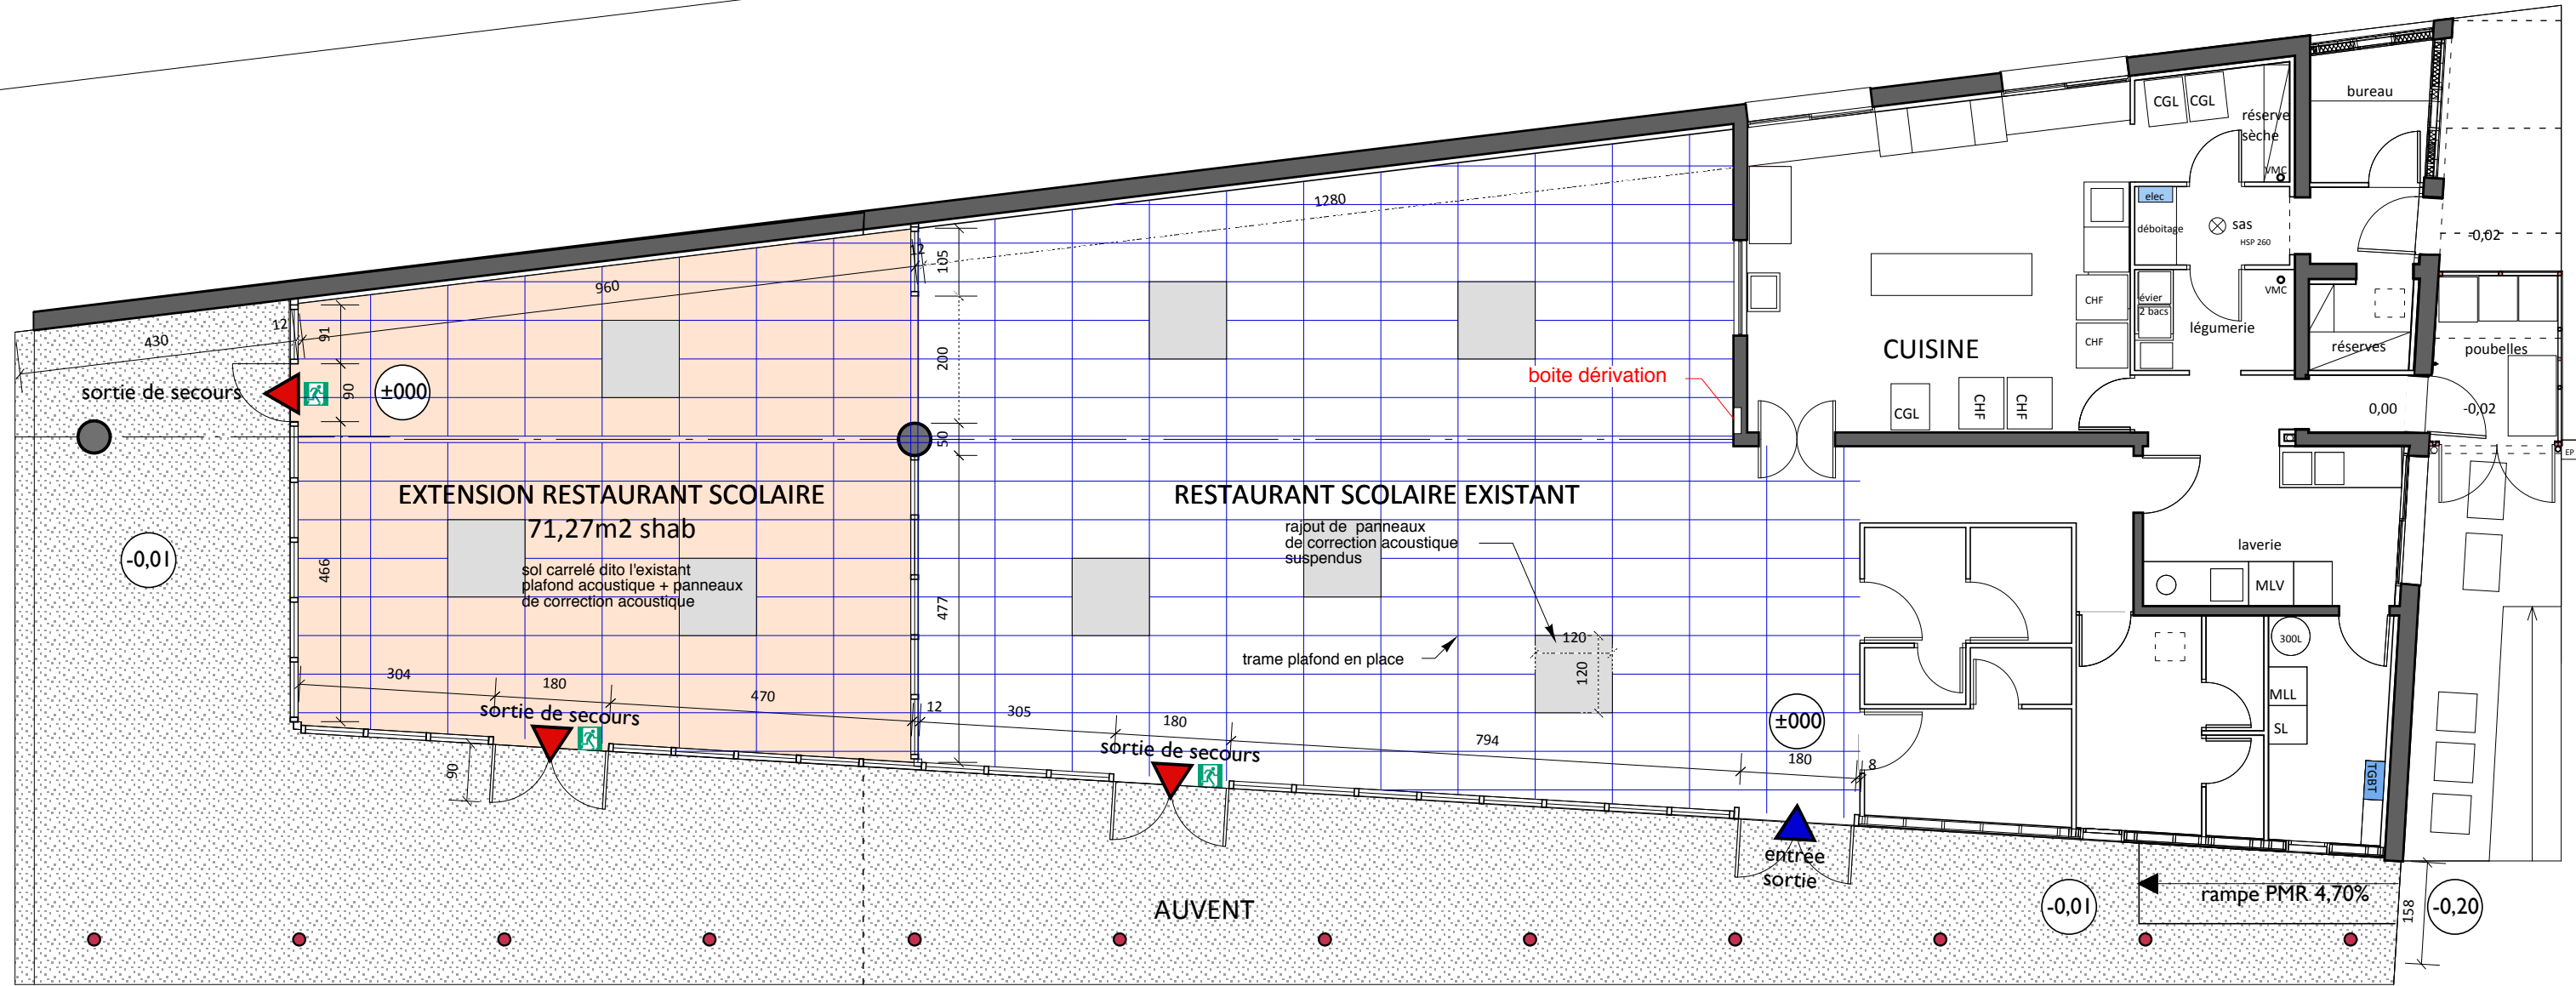 bureau
CGL
CGL
réserve
sèche
VMC
elec
déboitage
sas
HSP 260
-0,02
1280
12
105
960
12
91
430
200
90
50
sortie de secours
±000
VMC
CHF
CHF
évier
2 bacs
légumerie
réserves
poubelles
CUISINE
boite dérivation
CGL
CHF
CHF
0,00
-0,02
EP
EXTENSION RESTAURANT SCOLAIRE
71,27m2 shab
sol carrelé dito l'existant
plafond acoustique + panneaux
de correction acoustique
RESTAURANT SCOLAIRE EXISTANT
rajout de panneaux
de correction acoustique
suspendus
trame plafond en place
120
120
-0,01
466
477
laverie
MLV
300L
MLL
SL
TGBT
304
180
470
12
305
180
794
180
8
±000
sortie de secours
sortie de secours
90
entrée
sortie
AUVENT
-0,01
rampe PMR 4,70%
158
-0,20